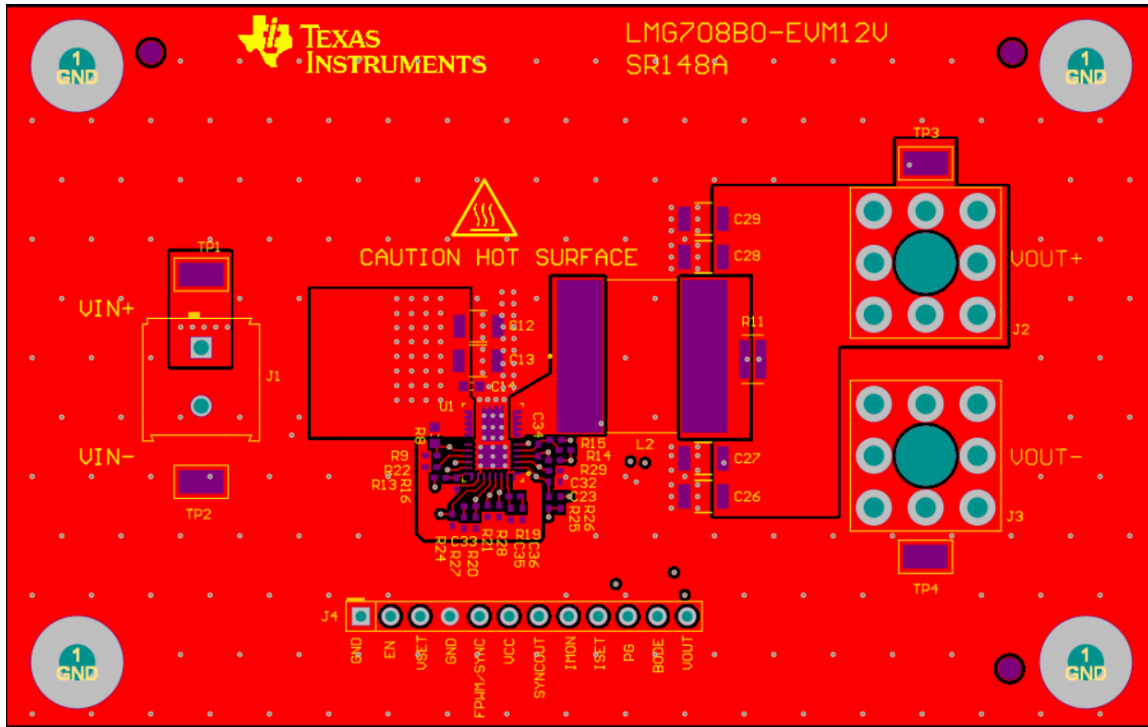 TEXAS
INSTRUMENTS
LMG708B0-EVM12V
SR148A
1
GND
1
GND
TP3
C29
C28
CAUTION HOT SURFACE
TP1
VIN+
VOUT+
J2
C12
R11
C13
J1
C14
U1
C34
R8
R15
L2
R14
R9
R22
R29
R13
R16
C32
C23
R25
R26
C27
C26
VIN-
VOUT-
J3
TP2
R24
R27
C33
R20
R21
R28
R19
C35
C36
TP4
J4
GND
EN
VSET
GND
FPWM/SYNC
VCC
SYNCOUT
IMON
ISET
PG
BODE
VOUT
1
GND
1
GND